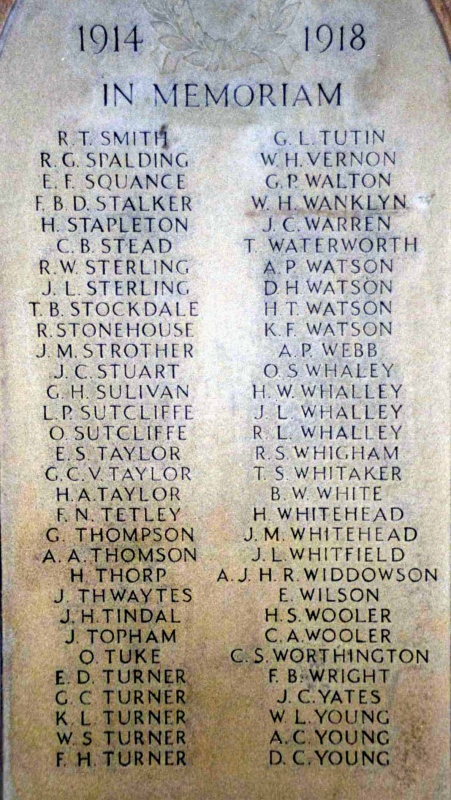 1914 1918
IN MEMORIAM
R. T. SMITH
R. G. SPALDING
E. F. SQUANCE
F. B. D. STALKER
H. STAPLETON
C. B. STEAD
R. W. STERLING
J. L. STERLING
T. B. STOCKDALE
R. STONEHOUSE
J. M. STROTHER
J. C. STUART
G. H. SULIVAN
L. P. SUTCLIFFE
O. SUTCLIFFE
E. S. TAYLOR
G. C. V. TAYLOR
H. A. TAYLOR
F. N. TETLEY
G. THOMPSON
A. A. THOMSON
H. THORP
J. THWAYTES
J. H. TINDAL
J. TOPHAM
O. TUKE
E. D. TURNER
G. C TURNER
K. L. TURNER
W. S TURNER
F. H. TURNER
G. L. TUTIN
W. H. VERNON
G. P. WALTON
W. H. WANKLYN
J. C. WARREN
T. WATERWORTH
A. P. WATSON
D H WATSON
H T. WATSON
K. F. WATSON
A. P. WEBB
O. S WHALEY
H. W. WHALLEY
J. L. WHALLEY
R. L. WHALLEY
R. S. WHIGHAM
T. S. WHITAKER
B. W. WHITE
H. WHITEHEAD
J. M. WHITEHEAD
J. L. WHITFIELD
A. J. H. R. WIDDOWSON
E. WILSON
H. S. WOOLER
C. A. WOOLER
C. S. WORTHINGTON
F. B. WRIGHT
J. C. YATES
W. L. YOUNG
A. C. YOUNG
D. C. YOUNG